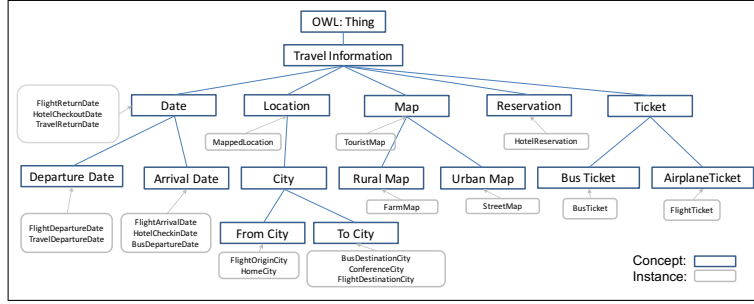 OWL: Thing
Travel Information
FlightReturnDate
HotelCheckoutDate
TravelReturnDate
Date
Location
Map
Reservation
Ticket
MappedLocation
TouristMap
HotelReservation
Departure Date
Arrival Date
City
Rural Map
Urban Map
Bus Ticket
AirplaneTicket
FlightDepartureDate
TravelDepartureDate
FlightArrivalDate
HotelCheckinDate
BusDepartureDate
FarmMap
StreetMap
BusTicket
FlightTicket
From City
To City
FlightOriginCity
HomeCity
BusDestinationCity
ConferenceCity
FlightDestinationCity
Concept:
Instance: